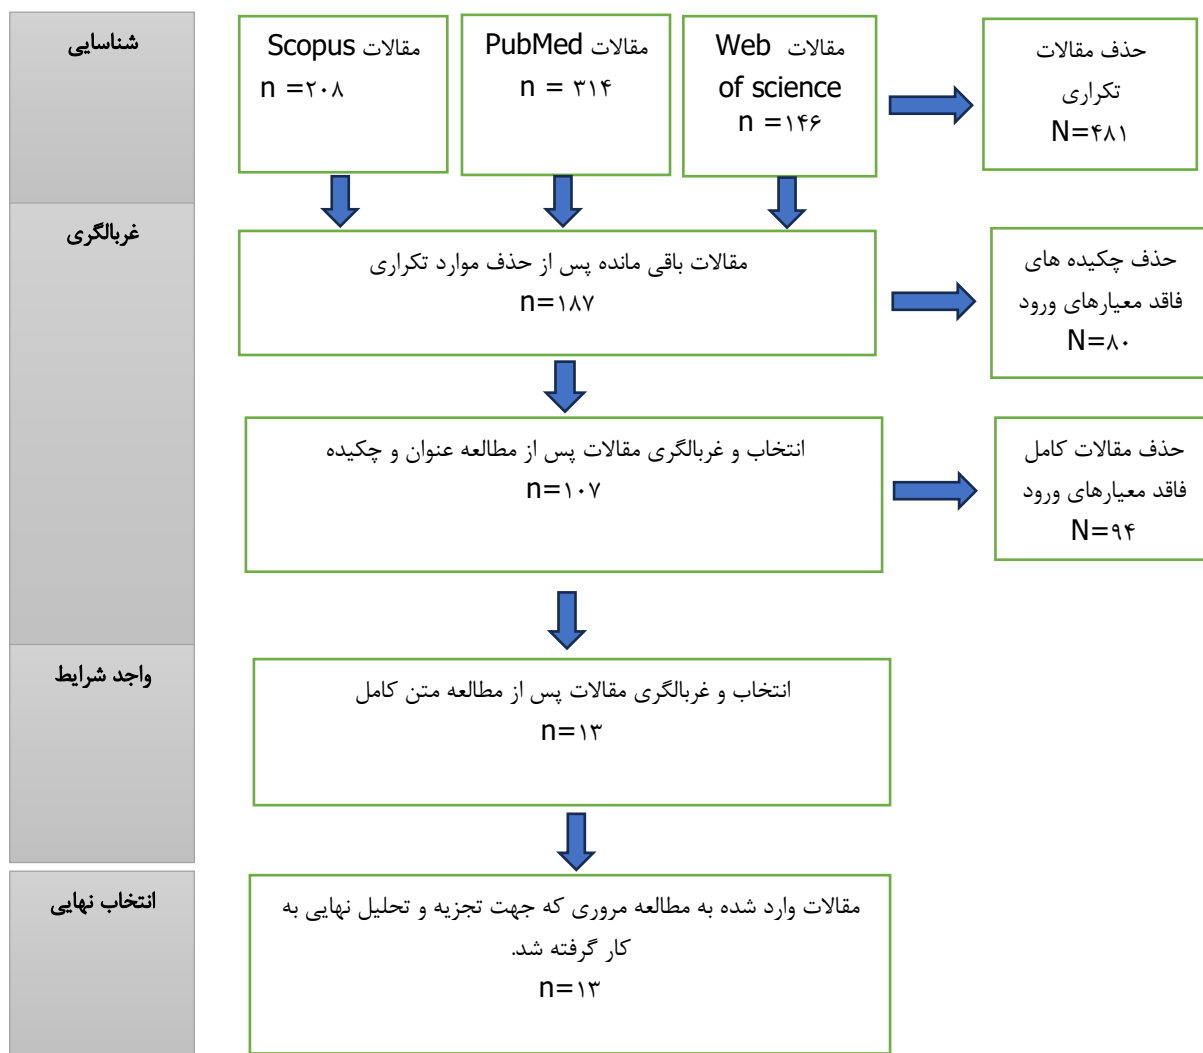 شناسایی
مقالات Scopus
n =۲۰۸
مقالات PubMed
n = ۳۱۴
مقالات Web
of science
n =۱۴۶
حذف مقالات
تکراری
N=۴۸۱
غربالگری
مقالات باقی مانده پس از حذف موارد تکراری
n=۱۸۷
حذف چکیده های
فاقد معیارهای ورود
N=۸۰
انتخاب و غربالگری مقالات پس از مطالعه عنوان و چکیده
n=۱۰۷
حذف مقالات کامل
فاقد معیارهای ورود
N=۹۴
واجد شرایط
انتخاب و غربالگری مقالات پس از مطالعه متن کامل
n=۱۳
انتخاب نهایی
مقالات وارد شده به مطالعه مروری که جهت تجزیه و تحلیل نهایی به
کار گرفته شد.
n=۱۳